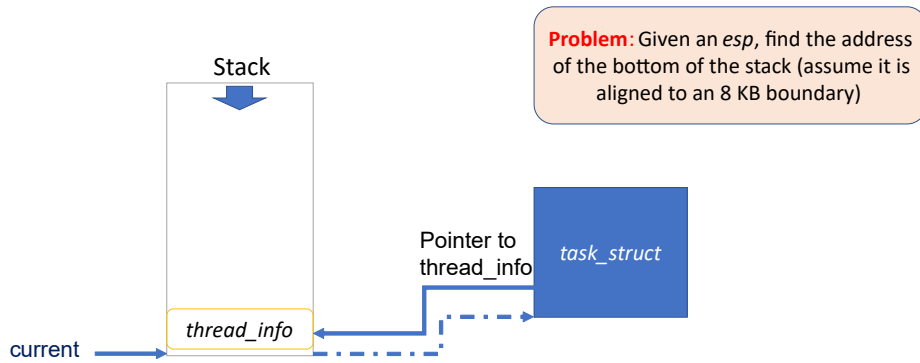 Problem: Given an esp, find the address
of the bottom of the stack (assume it is
aligned to an 8 KB boundary)
Stack
Pointer to
thread_info
task_struct
thread_info
current